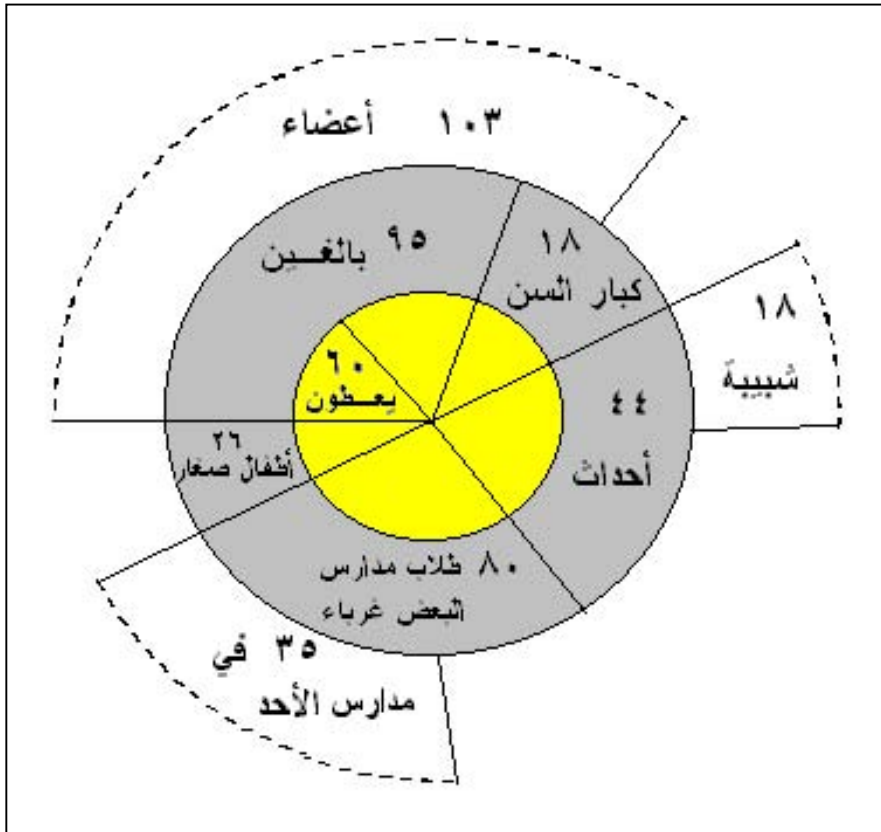 ١٠٣ أعضاء
٩٥ بالغين
١٨
كبار السن
١٨
شبيبة
٦٠
يعطون
٤٤
أحداث
٢٦
أطفال صغار
٨٠ طلاب مدارس
البعض غرباء
٣٥ في
مدارس الأحد